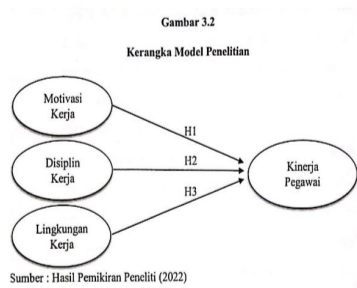 Gambar 3.2
Kerangka Model Penelitian
Motivasi
Kerja
H1
Disiplin
Kerja
H2
Kinerja
Pegawai
H3
Lingkungan
Kerja
Sumber : Hasil Pemikiran Peneliti (2022)